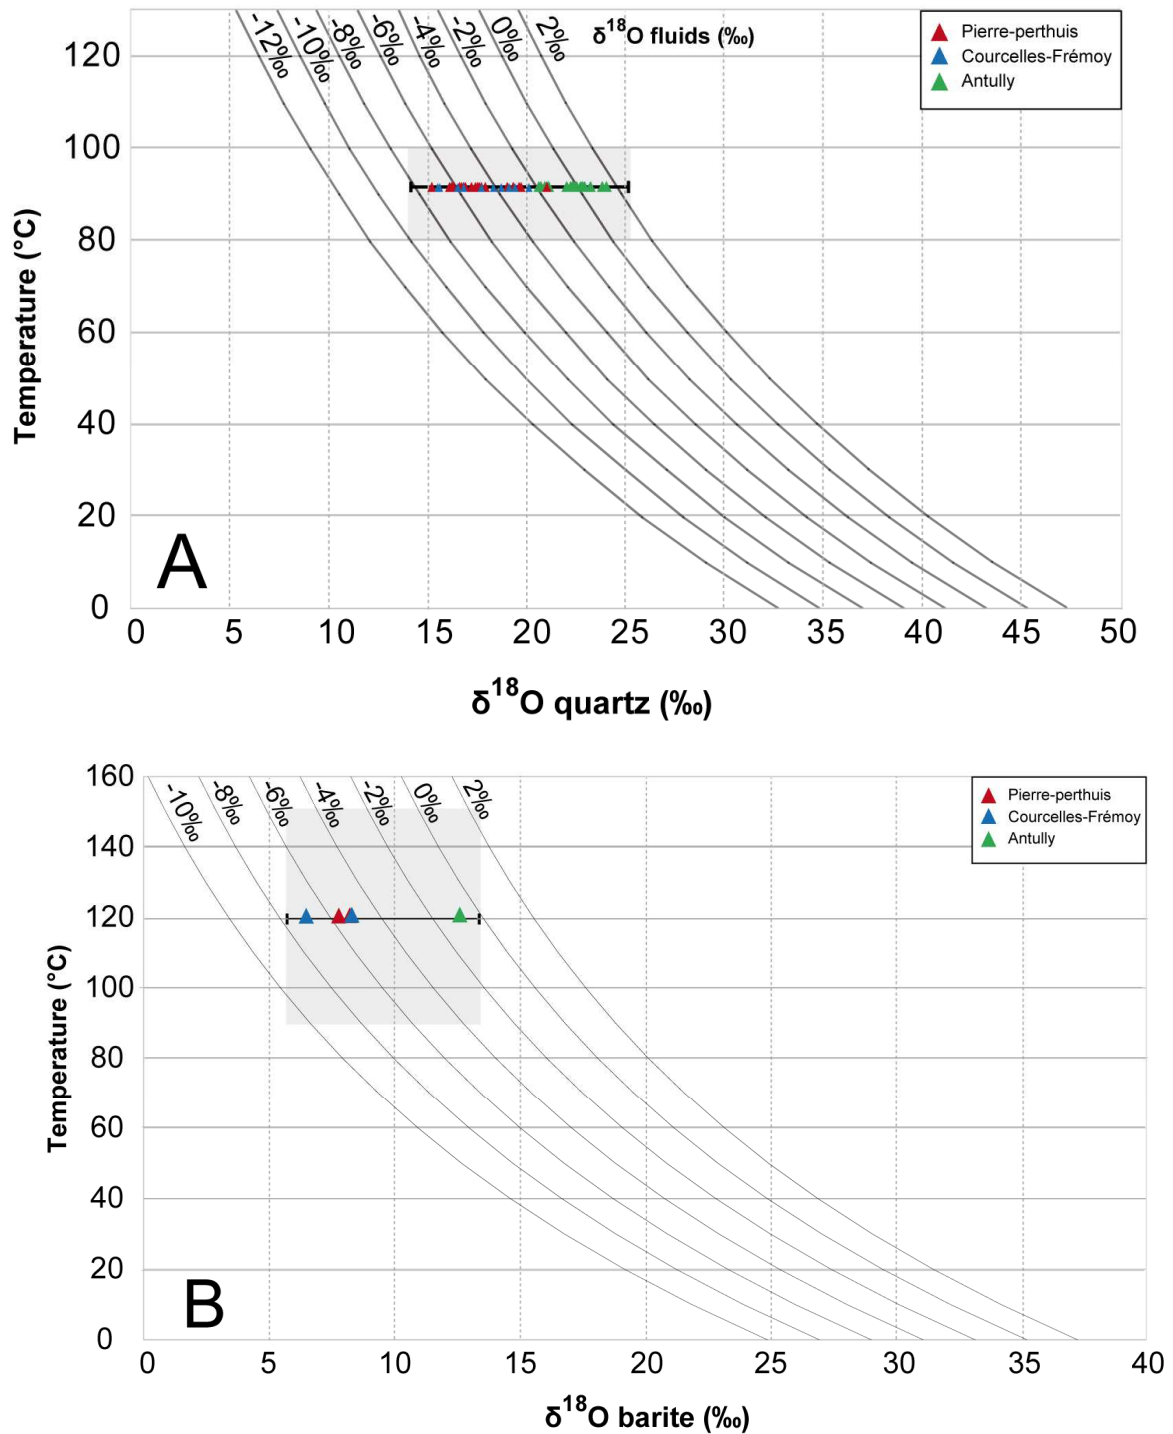 -12‰ -10‰ -8‰ -6‰ -4‰ -2‰ 0‰ 2‰ δ18O fluids (‰)
Pierre-perthuis
Courcelles-Frémoy
Antully
120
100
80
60
40
20
0
Temperature (°C)
A
0 5 10 15 20 25 30 35 40 45 50
δ18O quartz (‰)
-10‰ -8‰ -6‰ -4‰ -2‰ 0‰ 2‰
Pierre-perthuis
Courcelles-Frémoy
Antully
160
140
120
100
80
60
40
20
0
Temperature (°C)
B
0 5 10 15 20 25 30 35 40
δ18O barite (‰)